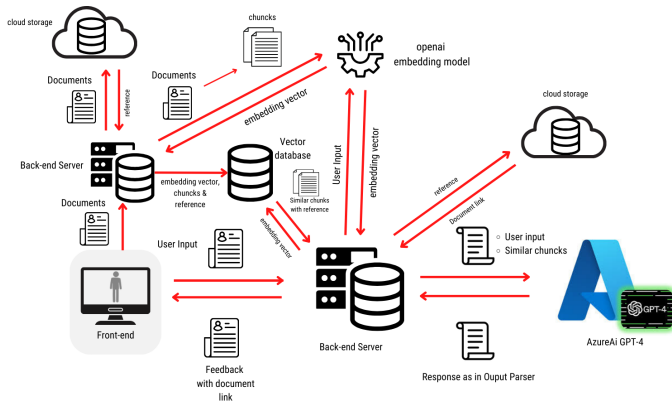 cloud storage
chuncks
openai
embedding model
Documents
reference
Documents
embedding vector
cloud storage
Back-end Server
Vector
database
embedding vector,
chuncks &
reference
Similar chuncks
with reference
embedding vector
User Input
embedding vector
reference
Document link
Documents
User Input
User input
Similar chuncks
Front-end
Back-end Server
GPT-4
AzureAi GPT-4
Feedback
with document
link
Response as in Ouput Parser